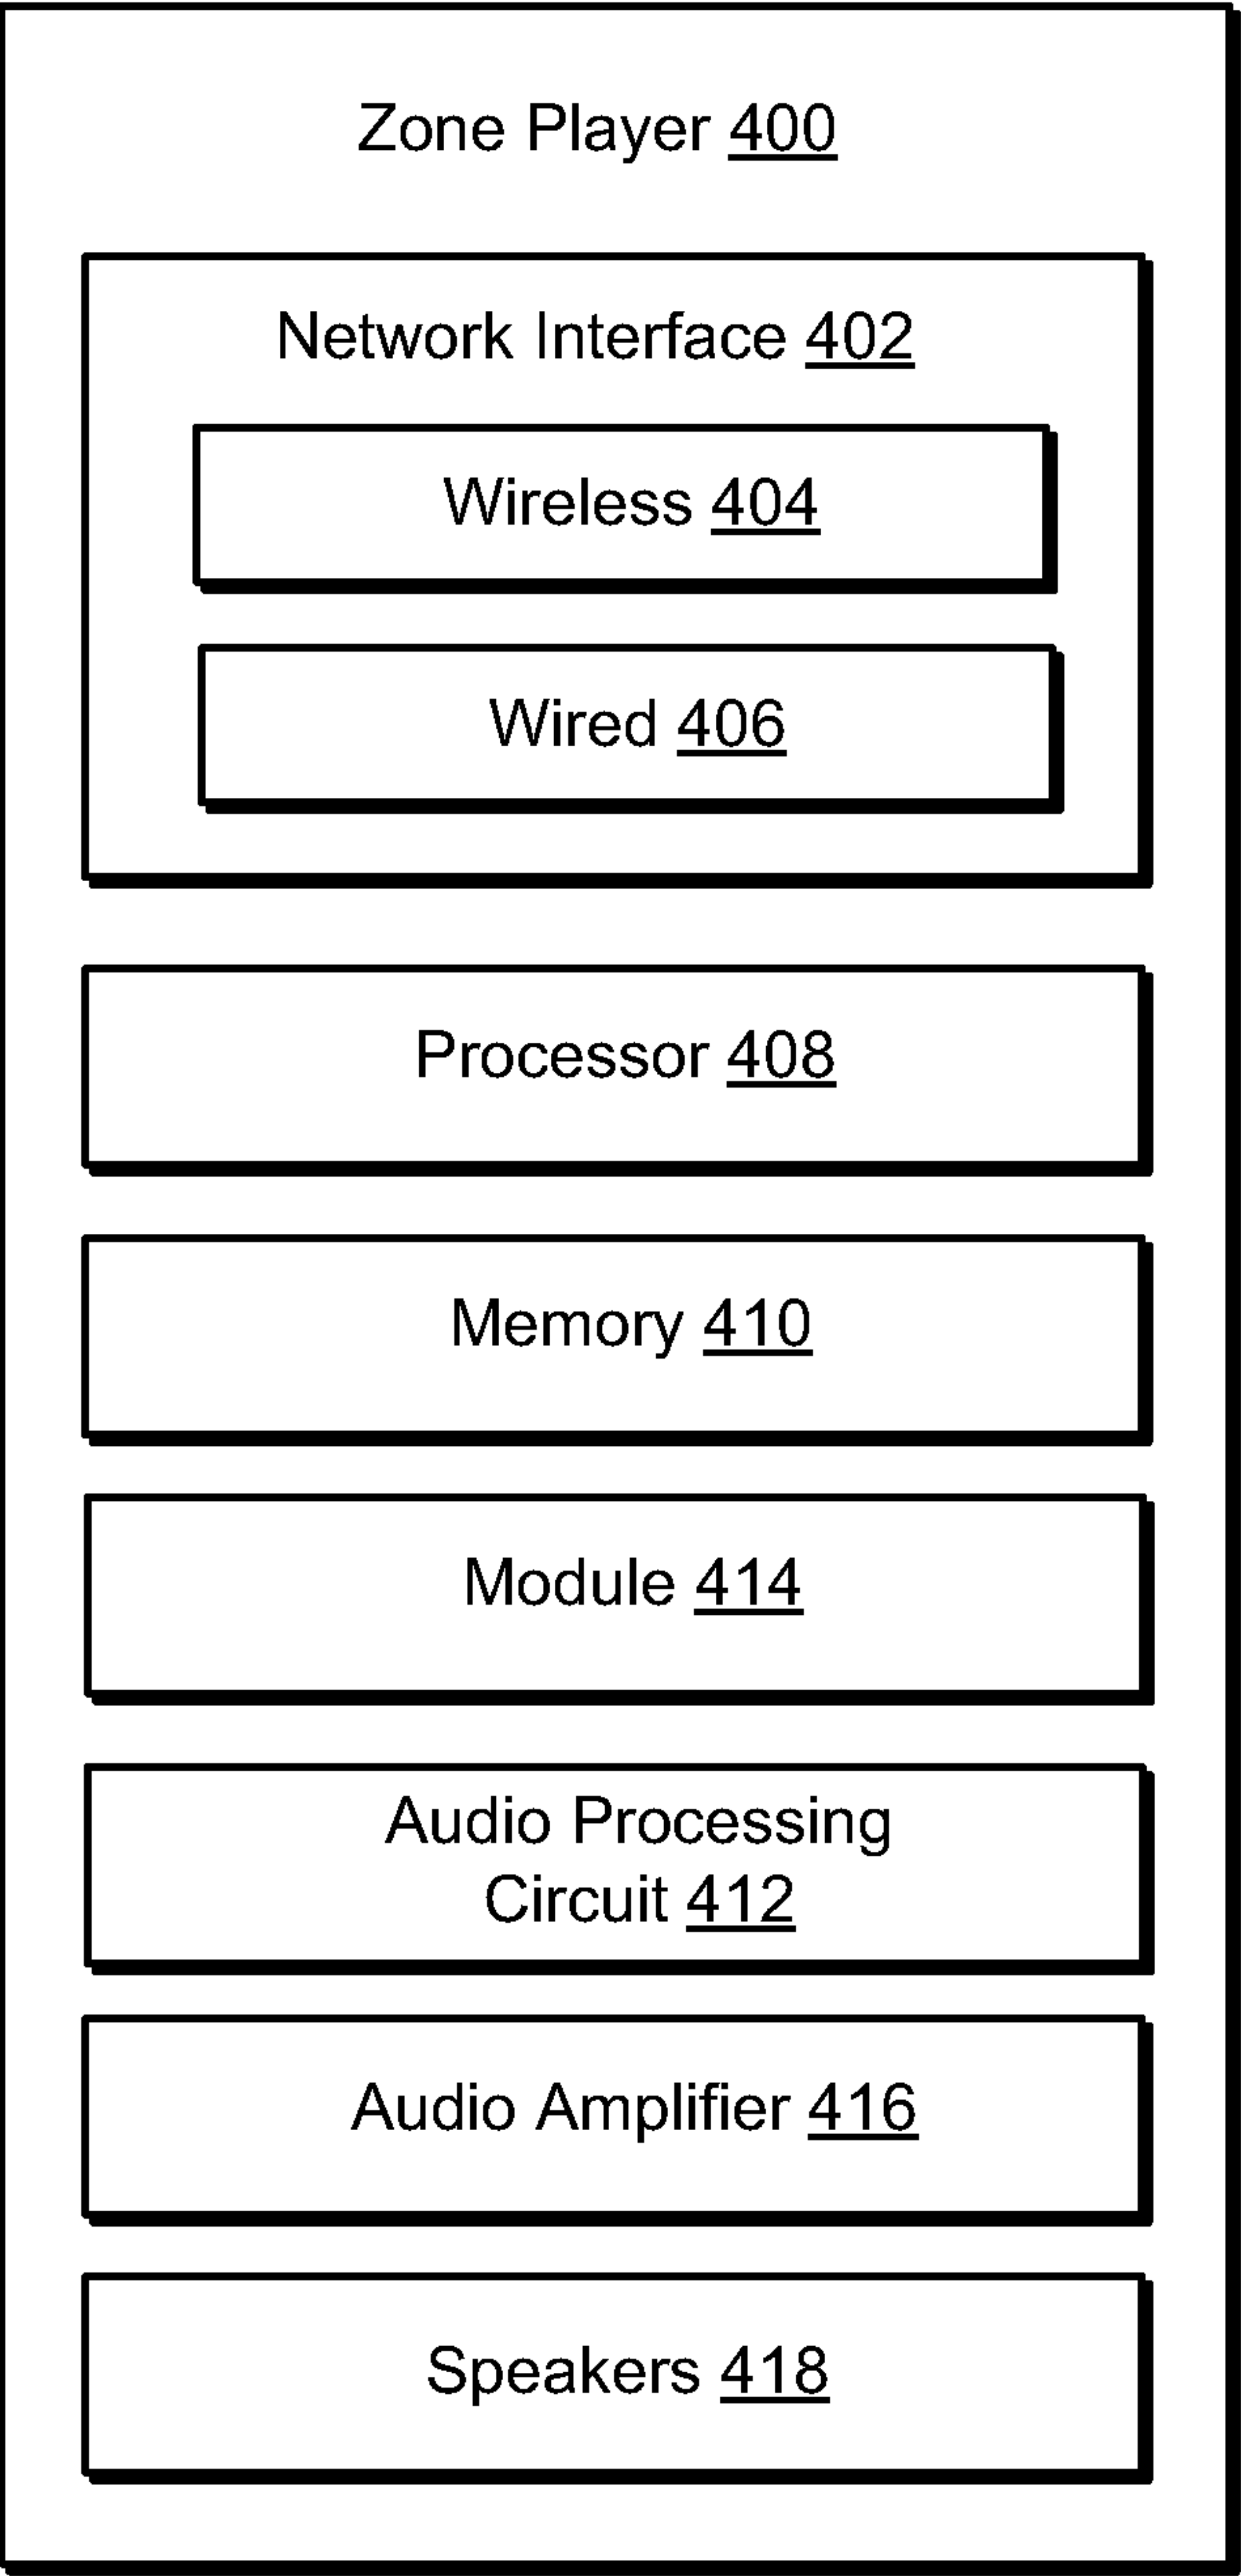 Zone Player 400
Network Interface 402
Wireless 404
Wired 406
Processor 408
Memory 410
Module 414
Audio Processing
Circuit 412
Audio Amplifier 416
Speakers 418